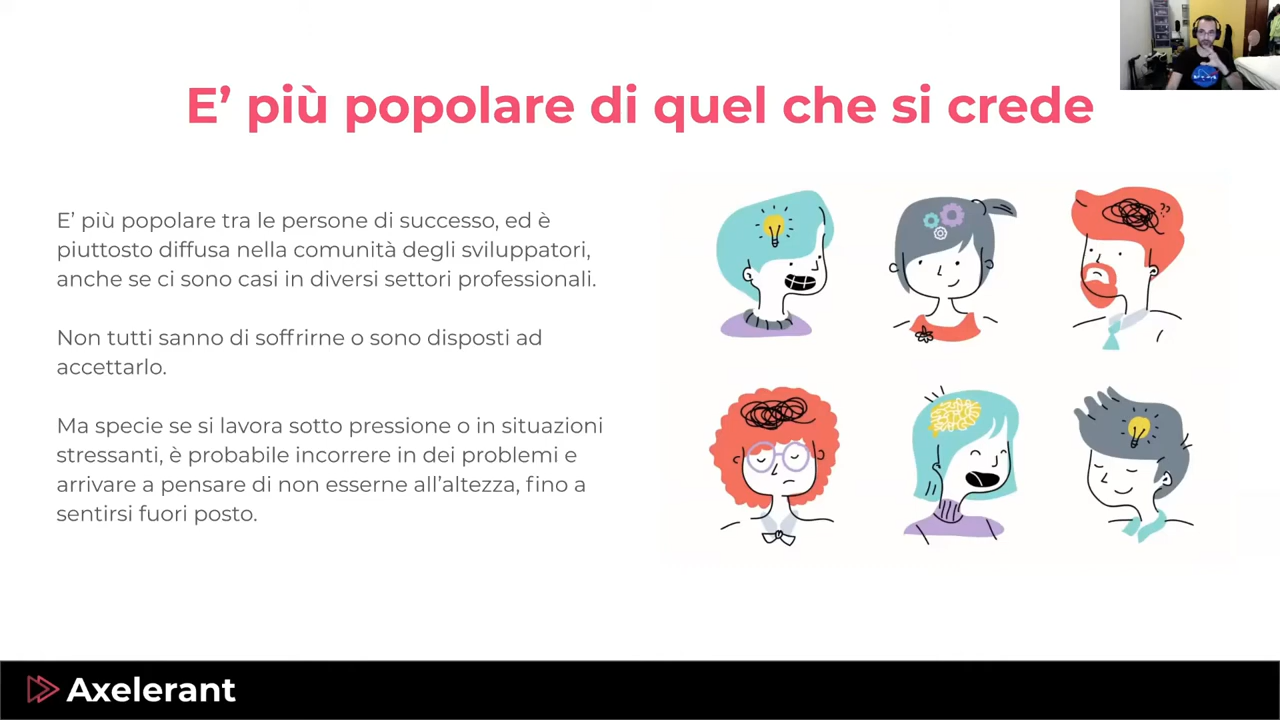 E’ più popolare di quel che si crede
E’ più popolare tra le persone di successo, ed è
piuttosto diffusa nella comunità degli sviluppatori,
anche se ci sono casi in diversi settori professionali.
Non tutti sanno di soffrirne o sono disposti ad
accettarlo.
Ma specie se si lavora sotto pressione o in situazioni
stressanti, è probabile incorrere in dei problemi e
arrivare a pensare di non esserne all’altezza, fino a
sentirsi fuori posto.
Axelerant